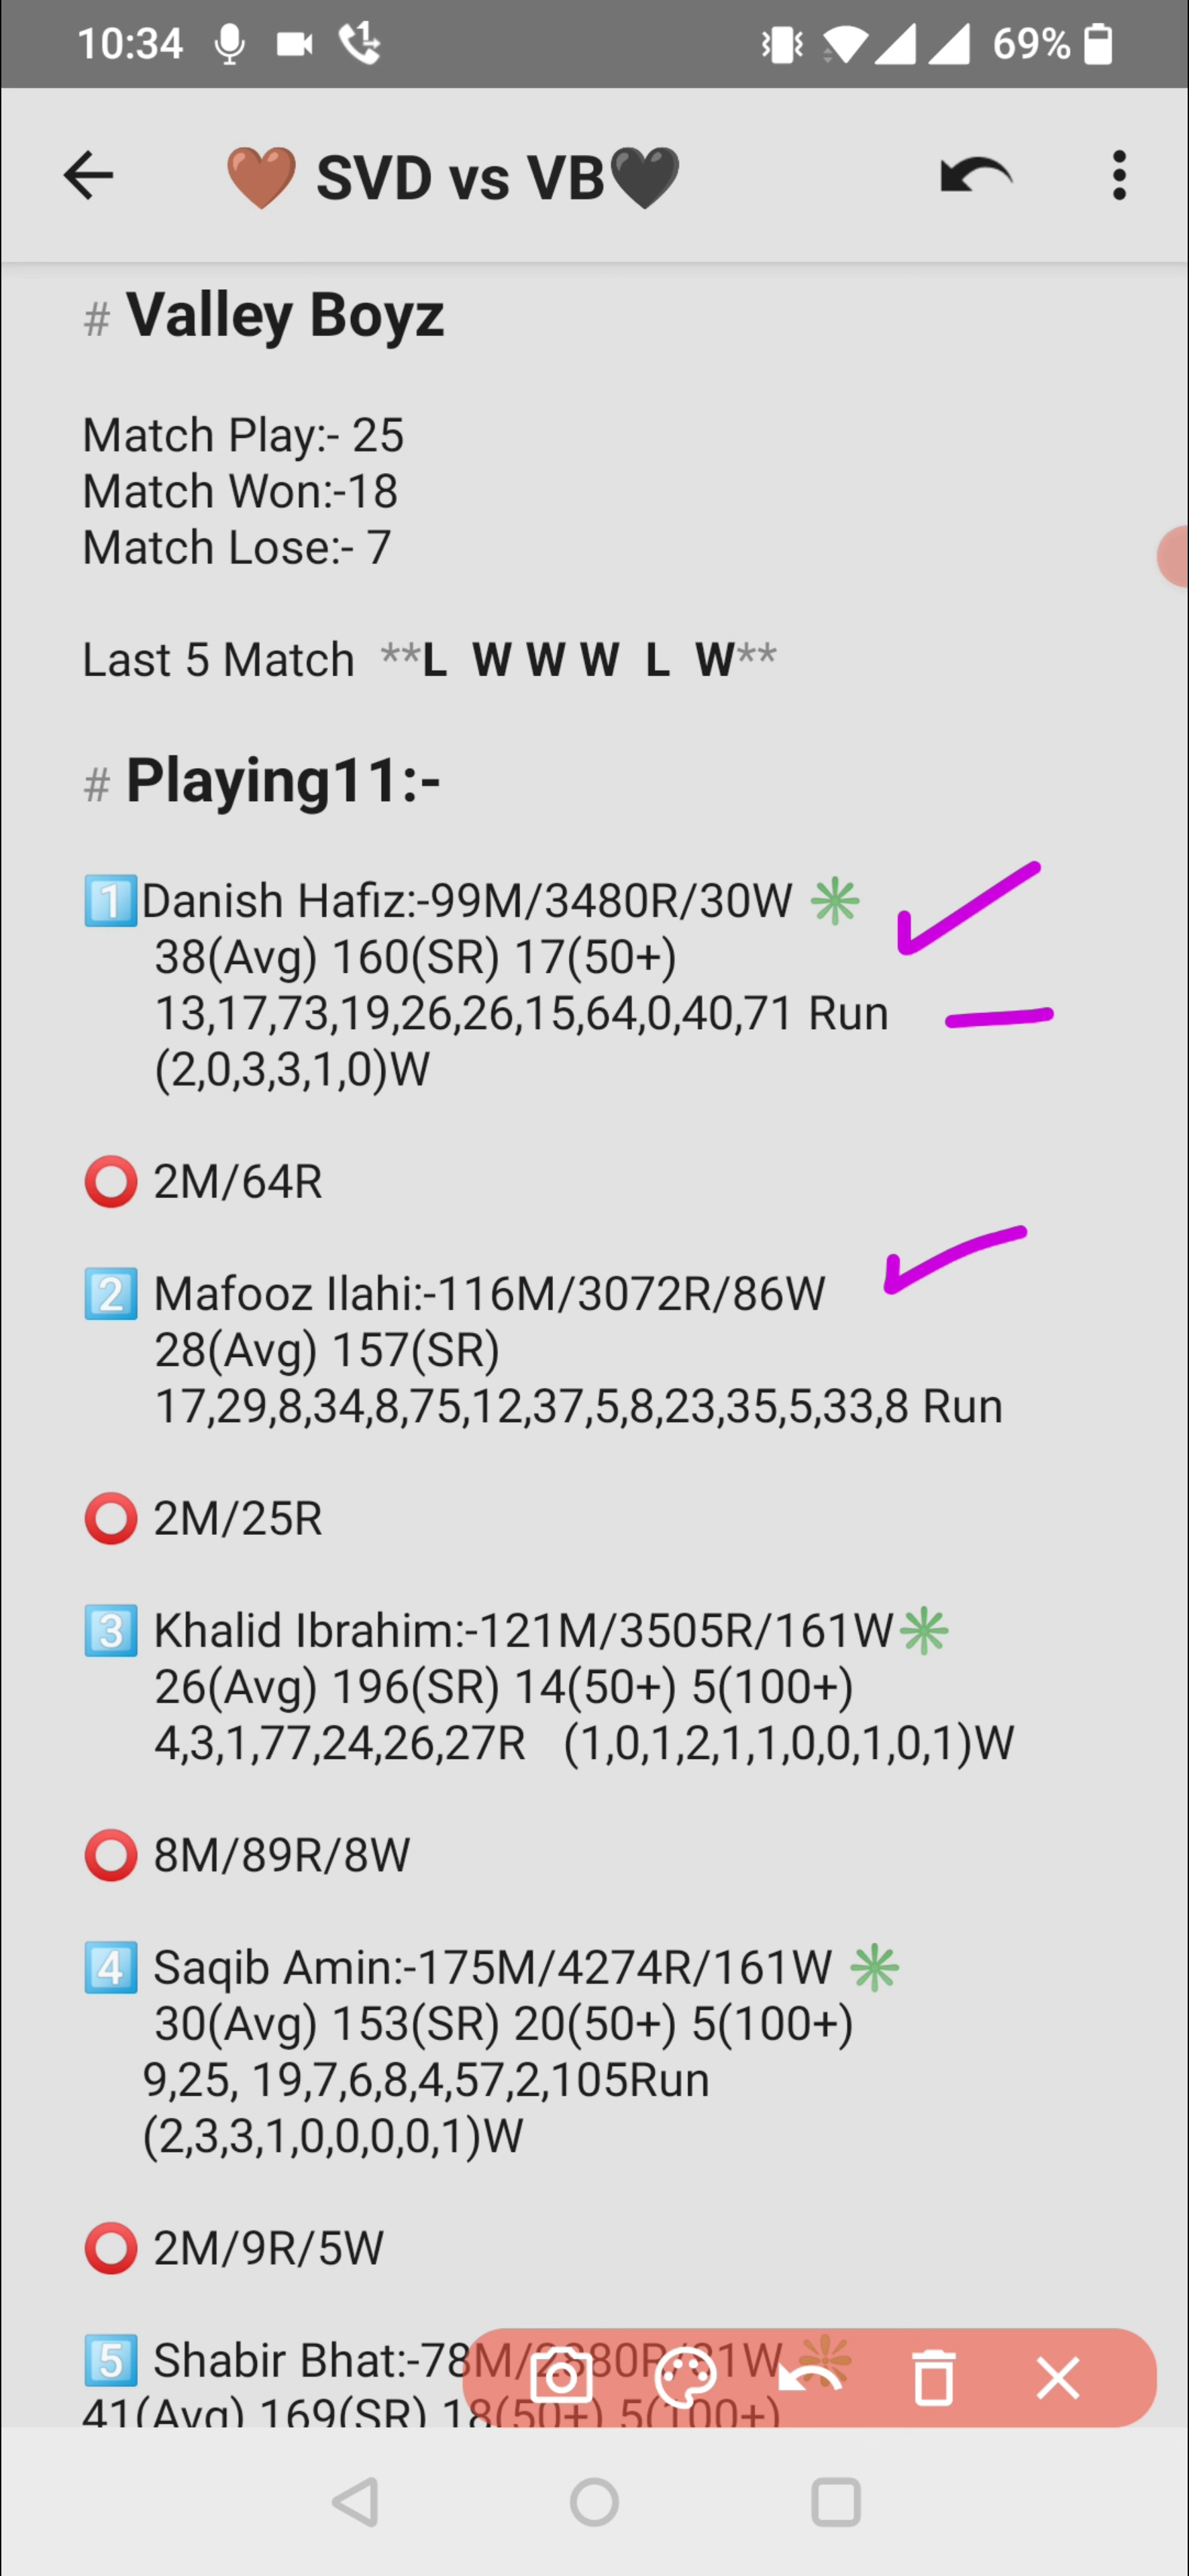 10:34
69%
🤎 SVD vs VB🖤
# Valley Boyz
Match Play:- 25
Match Won:-18
Match Lose:- 7
Last 5 Match **L W W W L W**
# Playing11:-
1️⃣Danish Hafiz:-99M/3480R/30W ✳
38(Avg) 160(SR) 17(50+)
13,17,73,19,26,26,15,64,0,40,71 Run
(2,0,3,3,1,0)W
⭕ 2M/64R
2️⃣ Mafooz Ilahi:-116M/3072R/86W
28(Avg) 157(SR)
17,29,8,34,8,75,12,37,5,8,23,35,5,33,8 Run
⭕ 2M/25R
3️⃣ Khalid Ibrahim:-121M/3505R/161W✳
26(Avg) 196(SR) 14(50+) 5(100+)
4,3,1,77,24,26,27R (1,0,1,2,1,1,0,0,1,0,1)W
⭕ 8M/89R/8W
4️⃣ Saqib Amin:-175M/4274R/161W ✳
30(Avg) 153(SR) 20(50+) 5(100+)
9,25, 19,7,6,8,4,57,2,105Run
(2,3,3,1,0,0,0,0,1)W
⭕ 2M/9R/5W
5️⃣ Shabir Bhat:-78M/
41(Avg) 169(SR) 18(50+) 5(100+)